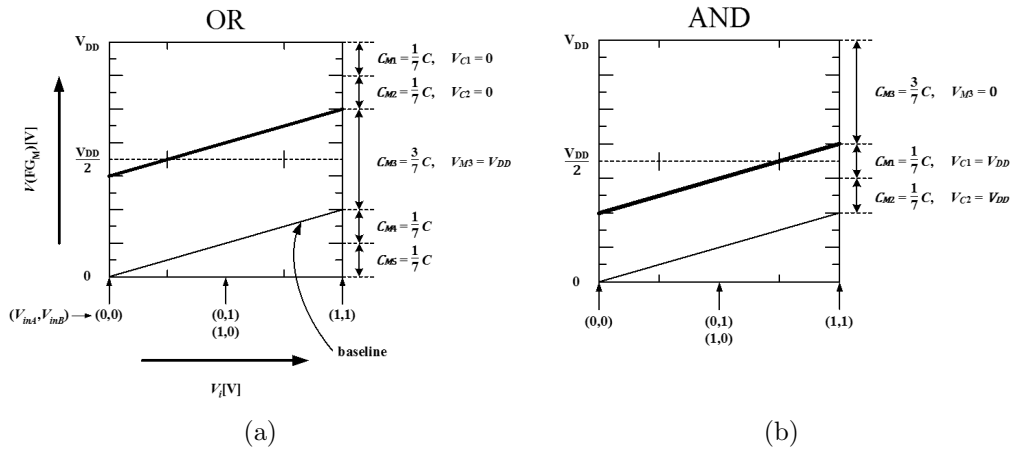 OR
V_DD
V(FG_M)[V]
V_DD/2
0
C_M1 = 1/7 C, V_C1 = 0
C_M2 = 1/7 C, V_C2 = 0
C_M3 = 3/7 C, V_M3 = V_DD
C_M4 = 1/7 C
C_M5 = 1/7 C
(V_inA, V_inB) → (0,0) (0,1) (1,1)
(1,0)
baseline
V_i[V]
(a)
AND
V_DD
V_DD/2
0
C_M3 = 3/7 C, V_M3 = 0
C_M1 = 1/7 C, V_C1 = V_DD
C_M2 = 1/7 C, V_C2 = V_DD
(0,0) (0,1) (1,1)
(1,0)
(b)